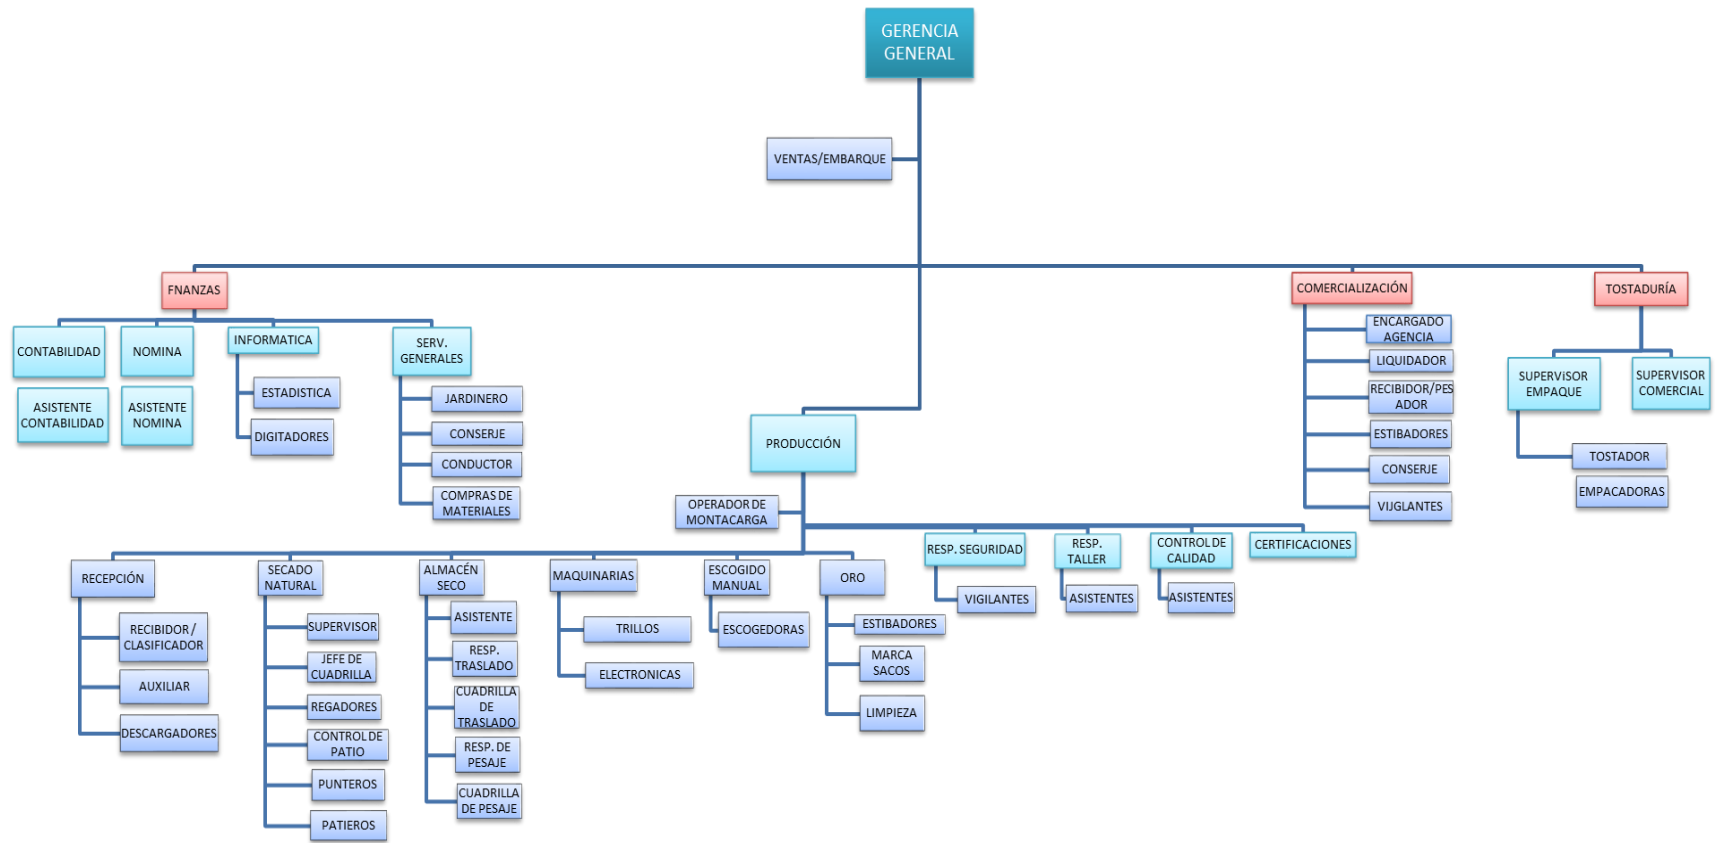 GERENCIA
GENERAL
VENTAS/EMBARQUE
FNANZAS
COMERCIALIZACIÓN
TOSTADURÍA
CONTABILIDAD
NOMINA
INFORMATICA
SERV.
GENERALES
ASISTENTE
CONTABILIDAD
ASISTENTE
NOMINA
ESTADISTICA
DIGITADORES
JARDINERO
CONSERJE
CONDUCTOR
COMPRAS DE
MATERIALES
ENCARGADO
AGENCIA
LIQUIDADOR
RECIBIDOR/PES
ADOR
ESTIBADORES
CONSERJE
VIJGLANTES
SUPERViSOR
EMPAQUE
SUPERVISOR
COMERCIAL
TOSTADOR
EMPACADORAS
PRODUCCIÓN
OPERADOR DE
MONTACARGA
RECEPCIÓN
SECADO
NATURAL
ALMACÉN
SECO
MAQUINARIAS
ESCOGIDO
MANUAL
ORO
RESP. SEGURIDAD
RESP.
TALLER
CONTROL DE
CALIDAD
CERTIFICACIONES
RECIBIDOR /
CLASIFICADOR
AUXILIAR
DESCARGADORES
SUPERVISOR
JEFE DE
CUADRILLA
REGADORES
CONTROL DE
PATIO
PUNTEROS
PATIEROS
ASISTENTE
RESP.
TRASLADO
CUADRILLA
DE
TRASLADO
RESP. DE
PESAJE
CUADRILLA
DE PESAJE
TRILLOS
ELECTRONICAS
ESCOGEDORAS
ESTIBADORES
MARCA
SACOS
LIMPIEZA
VIGILANTES
ASISTENTES
ASISTENTES